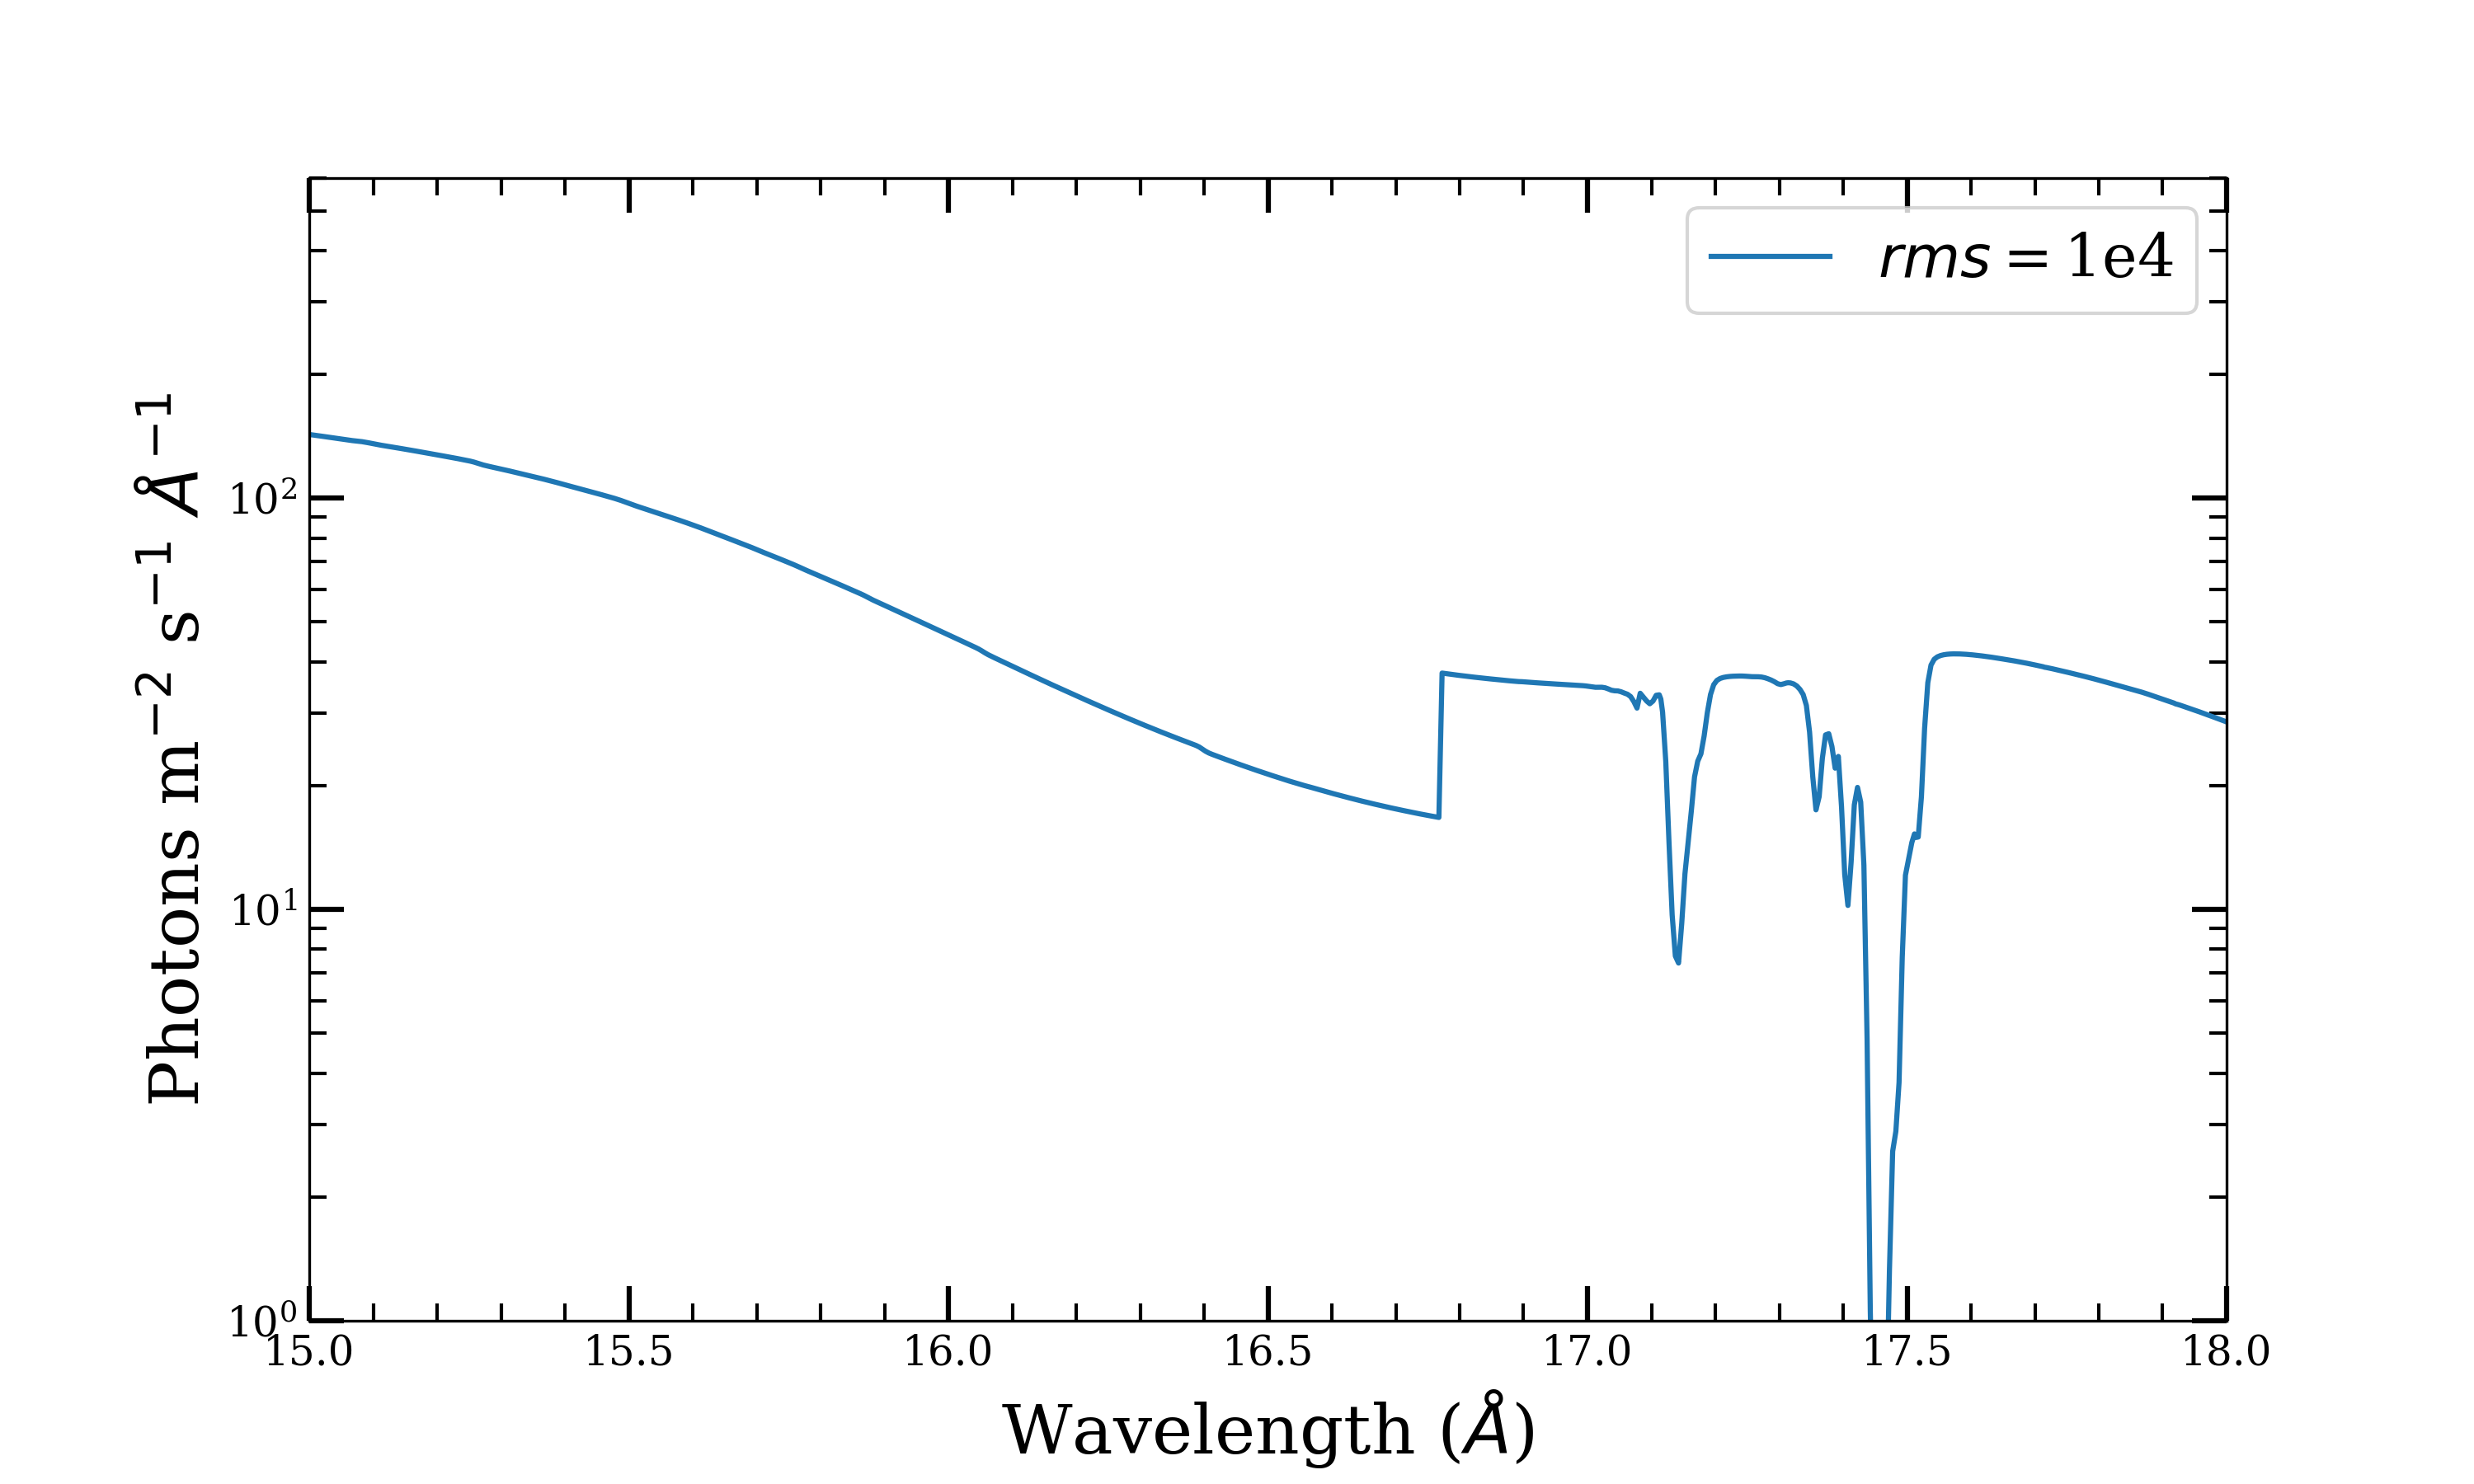 rms = 1e4
Photons m⁻² s⁻¹ Å⁻¹
10²
10¹
10⁰
15.0 15.5 16.0 16.5 17.0 17.5 18.0
Wavelength (Å)